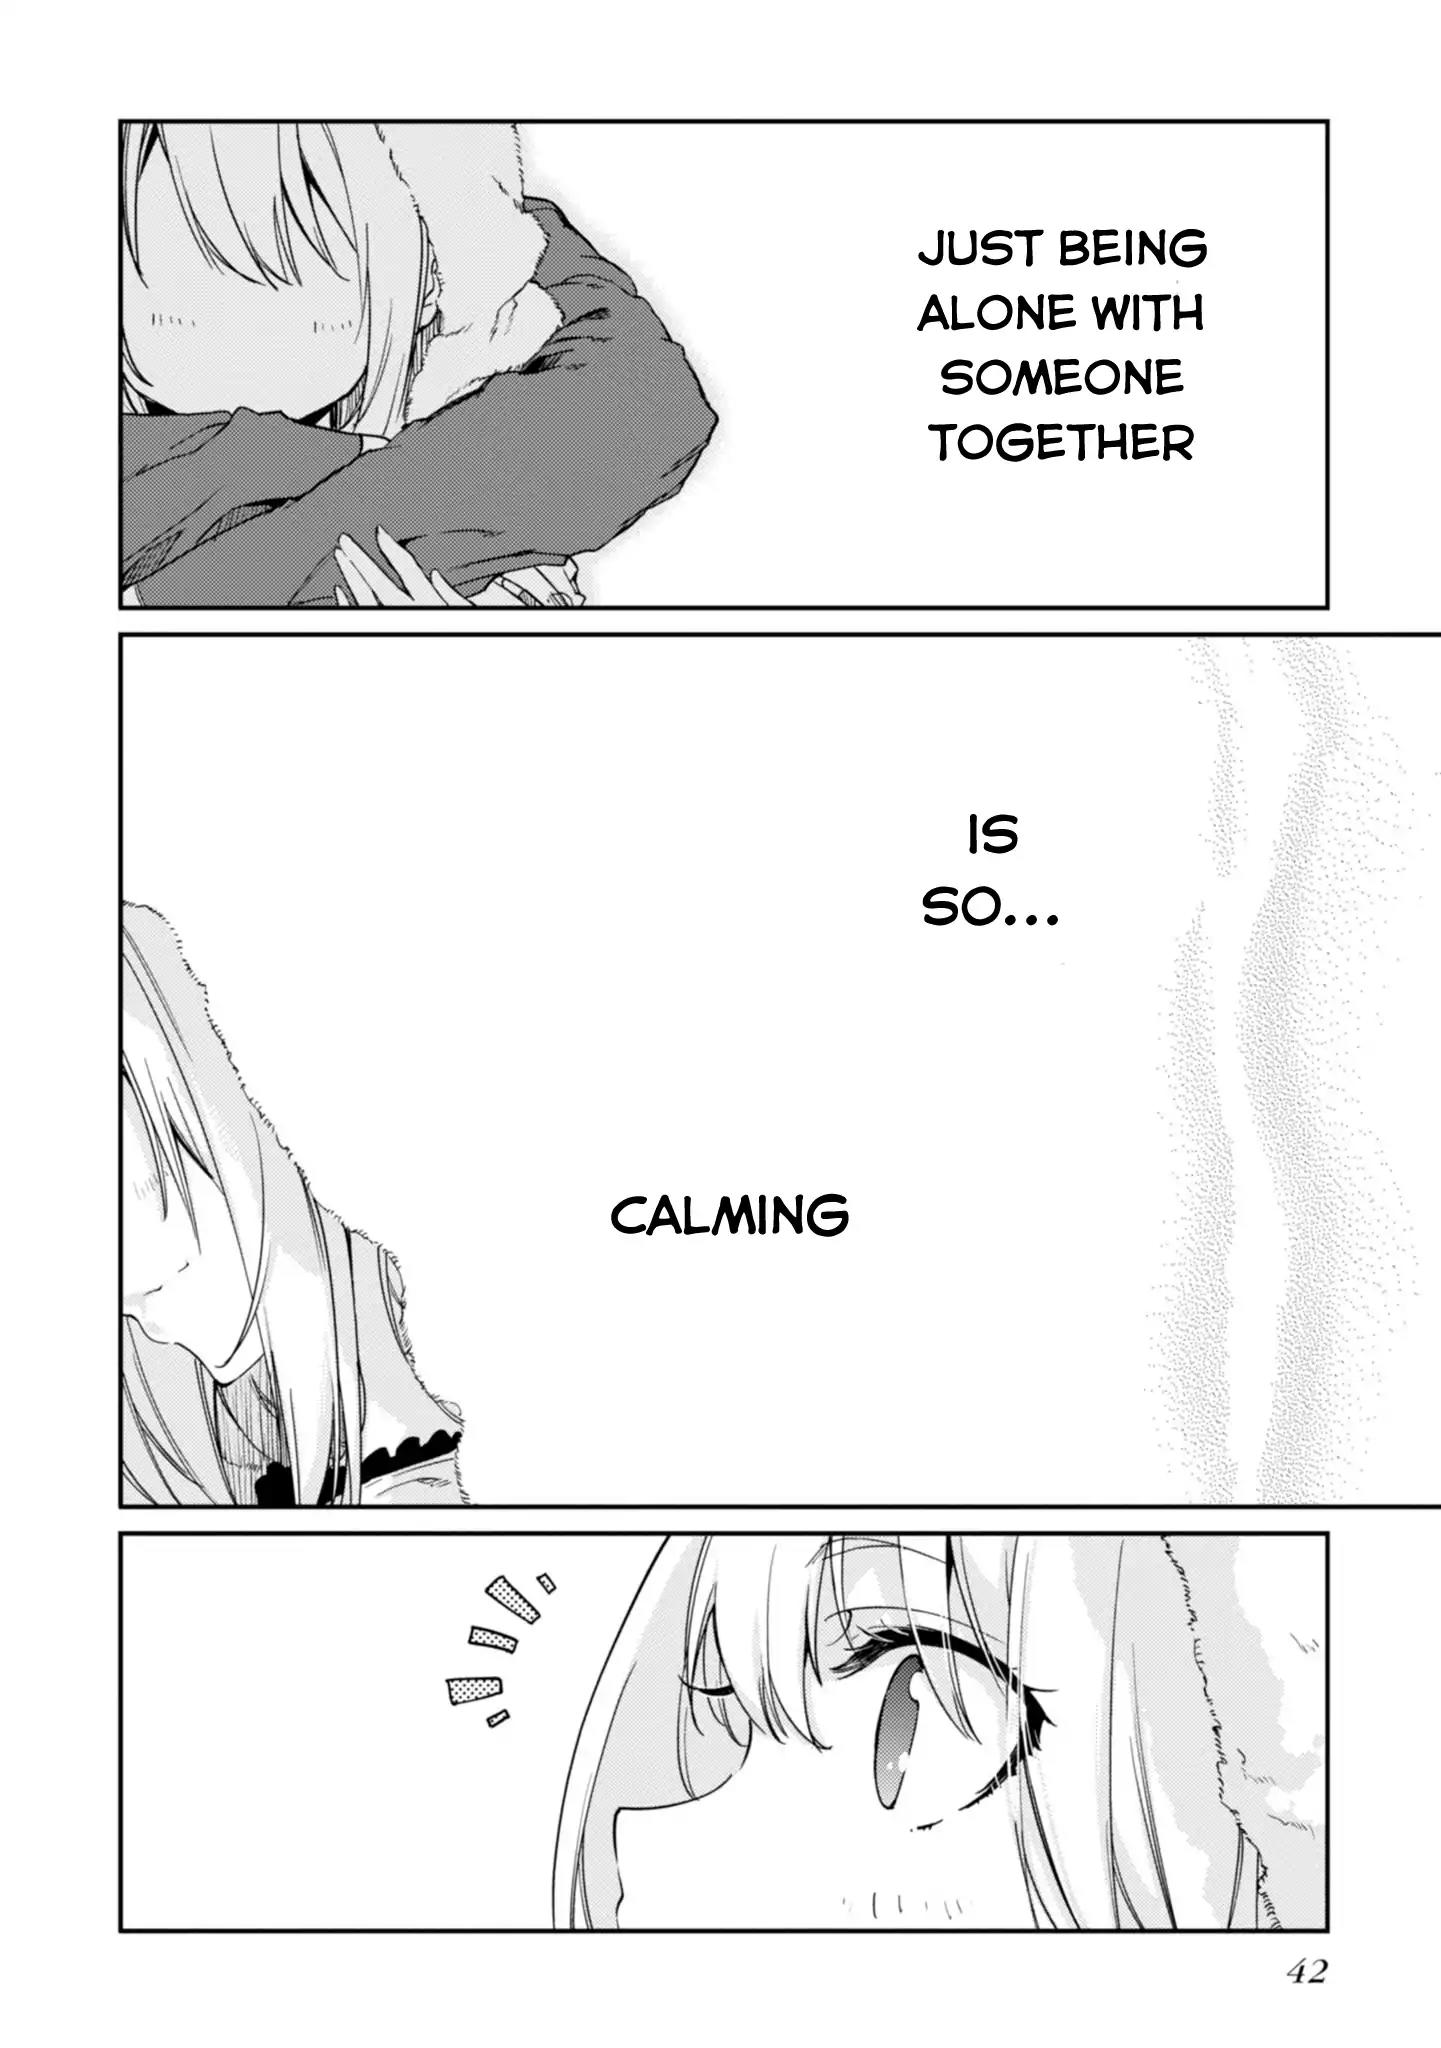 JUST BEING
ALONE WITH
SOMEONE
TOGETHER
IS
SO...
CALMING
42